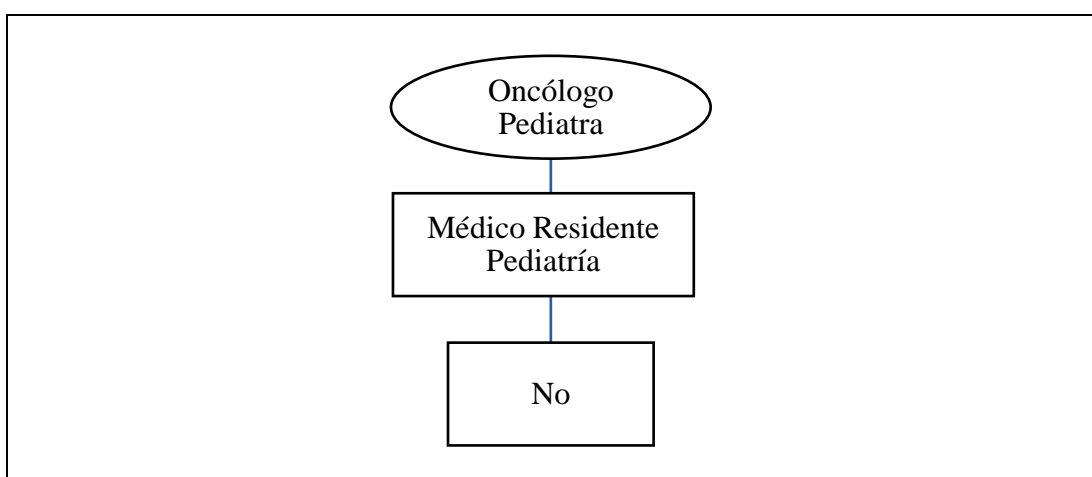 Oncólogo
Pediatra
Médico Residente
Pediatría
No